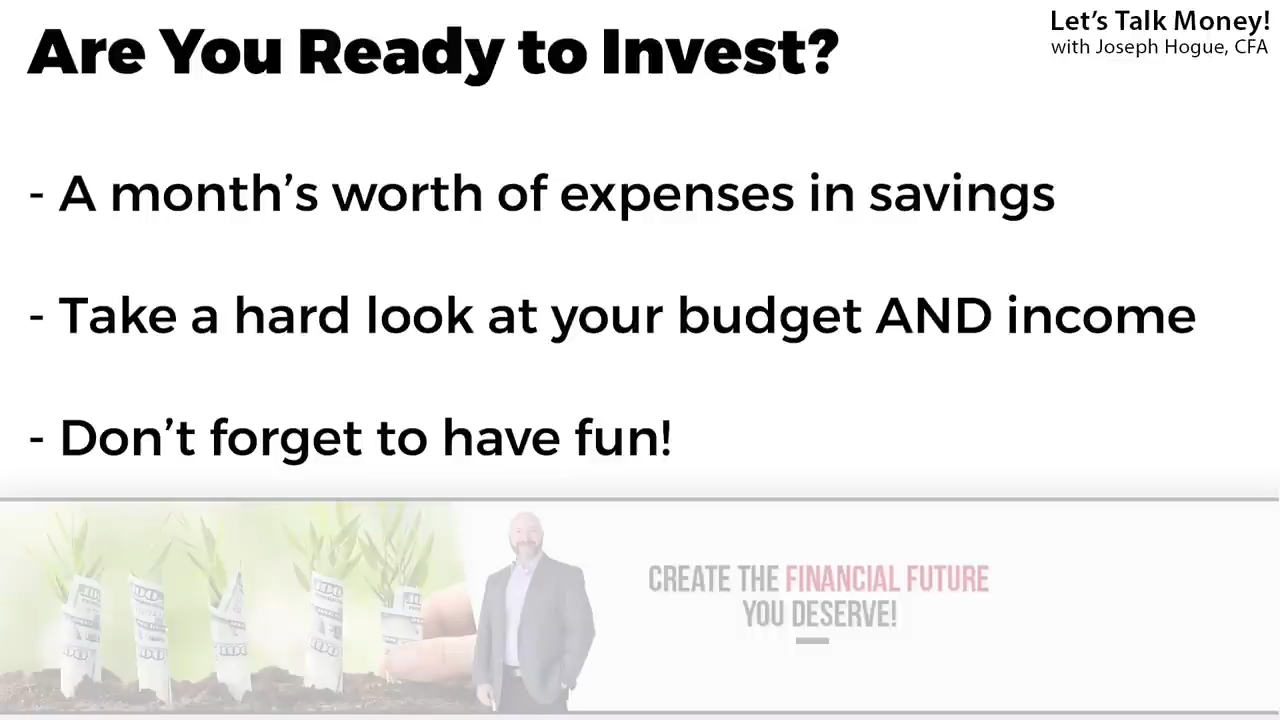 Are You Ready to Invest?
Let's Talk Money!
with Joseph Hogue, CFA
- A month's worth of expenses in savings
- Take a hard look at your budget AND income
- Don't forget to have fun!
CREATE THE FINANCIAL FUTURE
YOU DESERVE!